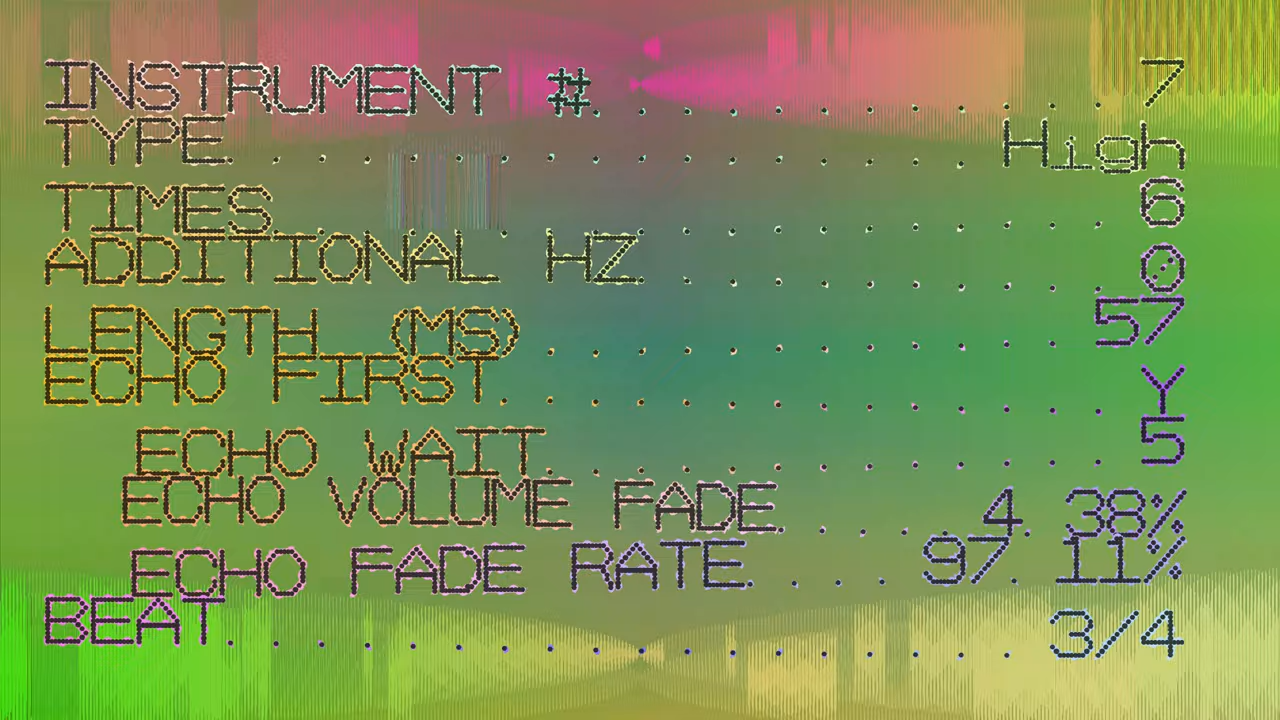 INSTRUMENT #............. 7
TYPE................. High
TIMES................... 6
ADDITIONAL HZ........... 0
LENGTH (MS)............ 57
ECHO FIRST.............. Y
ECHO WAIT............. 5
ECHO VOLUME FADE...... 4. 38%
ECHO FADE RATE.... 97. 11%
BEAT.................. 3/4